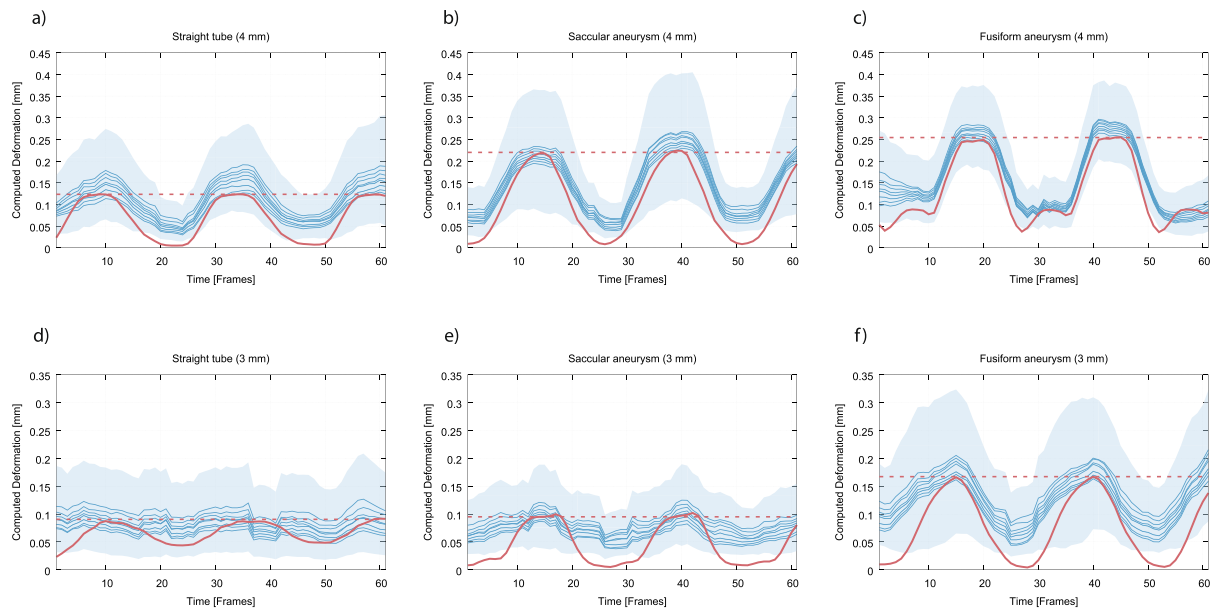 a)
Straight tube (4 mm)
Computed Deformation [mm]
0.45
0.4
0.35
0.3
0.25
0.2
0.15
0.1
0.05
0
10 20 30 40 50 60
Time [Frames]
b)
Saccular aneurysm (4 mm)
Computed Deformation [mm]
0.45
0.4
0.35
0.3
0.25
0.2
0.15
0.1
0.05
0
10 20 30 40 50 60
Time [Frames]
c)
Fusiform aneurysm (4 mm)
Computed Deformation [mm]
0.45
0.4
0.35
0.3
0.25
0.2
0.15
0.1
0.05
0
10 20 30 40 50 60
Time [Frames]
d)
Straight tube (3 mm)
Computed Deformation [mm]
0.35
0.3
0.25
0.2
0.15
0.1
0.05
0
10 20 30 40 50 60
Time [Frames]
e)
Saccular aneurysm (3 mm)
Computed Deformation [mm]
0.35
0.3
0.25
0.2
0.15
0.1
0.05
0
10 20 30 40 50 60
Time [Frames]
f)
Fusiform aneurysm (3 mm)
Computed Deformation [mm]
0.35
0.3
0.25
0.2
0.15
0.1
0.05
0
10 20 30 40 50 60
Time [Frames]